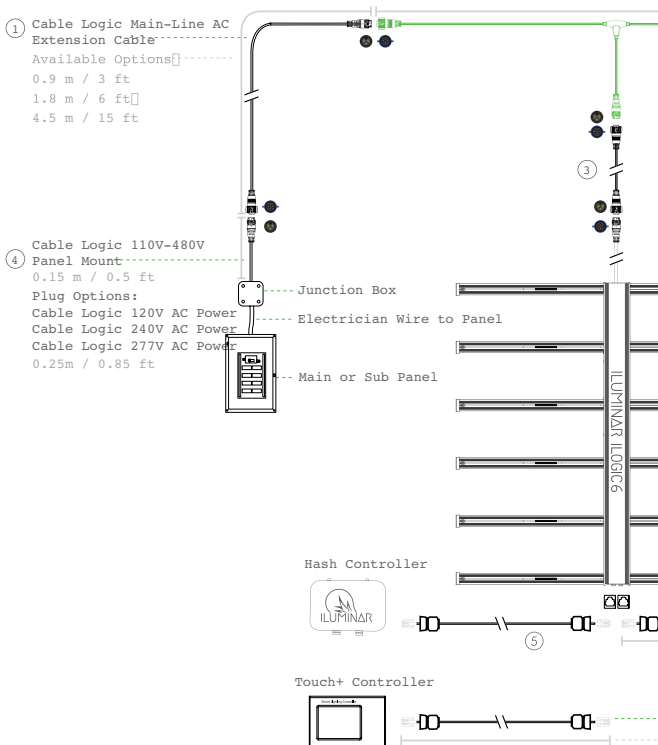 1 Cable Logic Main-Line AC
Extension Cable
Available Options
0.9 m / 3 ft
1.8 m / 6 ft
4.5 m / 15 ft
3
4 Cable Logic 110V-480V
Panel Mount
0.15 m / 0.5 ft
Plug Options:
Cable Logic 120V AC Power
Cable Logic 240V AC Power
Cable Logic 277V AC Power
0.25m / 0.85 ft
Junction Box
Electrician Wire to Panel
Main or Sub Panel
ILUMINAR ILOGIC6
Hash Controller
ILUMINAR
5
Touch+ Controller